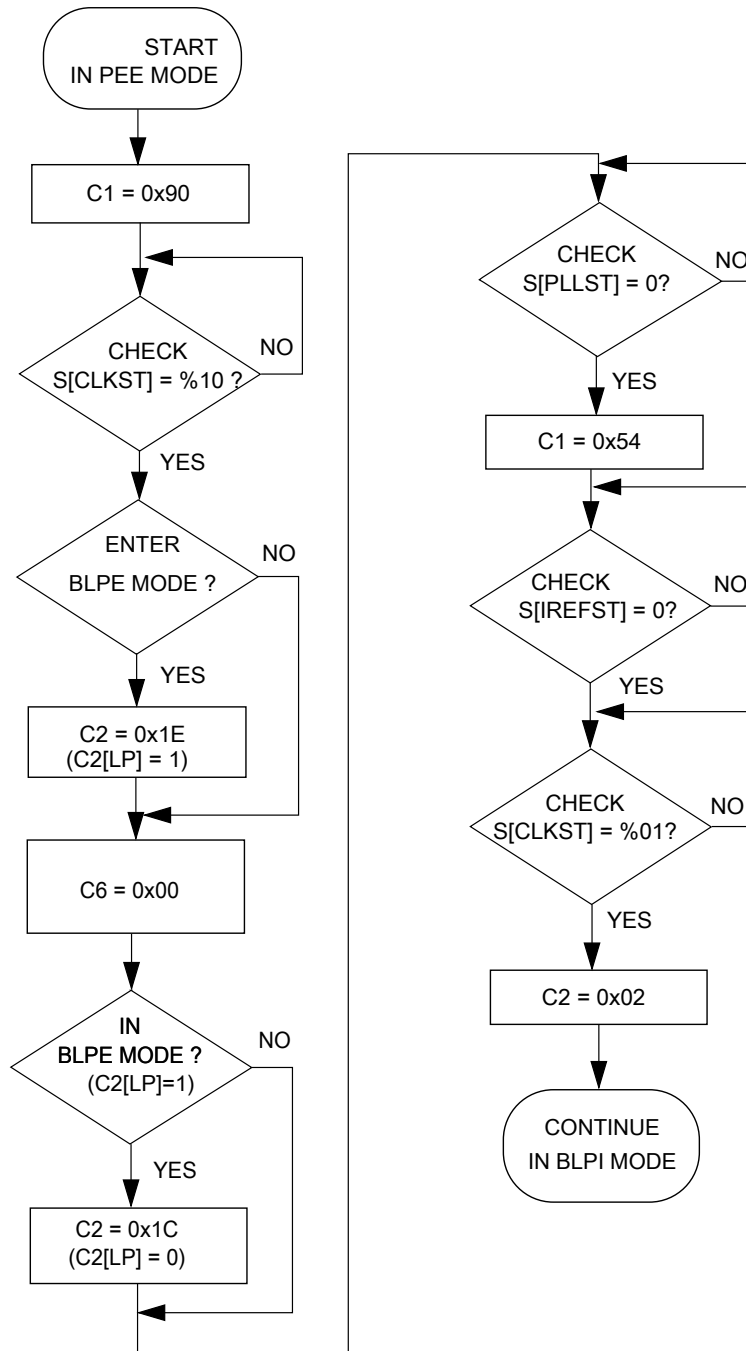 START
IN PEE MODE
C1 = 0x90
CHECK
S[CLKST] = %10 ?
NO
YES
ENTER
BLPE MODE ?
NO
YES
C2 = 0x1E
(C2[LP] = 1)
C6 = 0x00
IN
BLPE MODE ?
(C2[LP]=1)
NO
YES
C2 = 0x1C
(C2[LP] = 0)
CHECK
S[PLLST] = 0?
NO
YES
C1 = 0x54
CHECK
S[IREFST] = 0?
NO
YES
CHECK
S[CLKST] = %01?
NO
YES
C2 = 0x02
CONTINUE
IN BLPI MODE